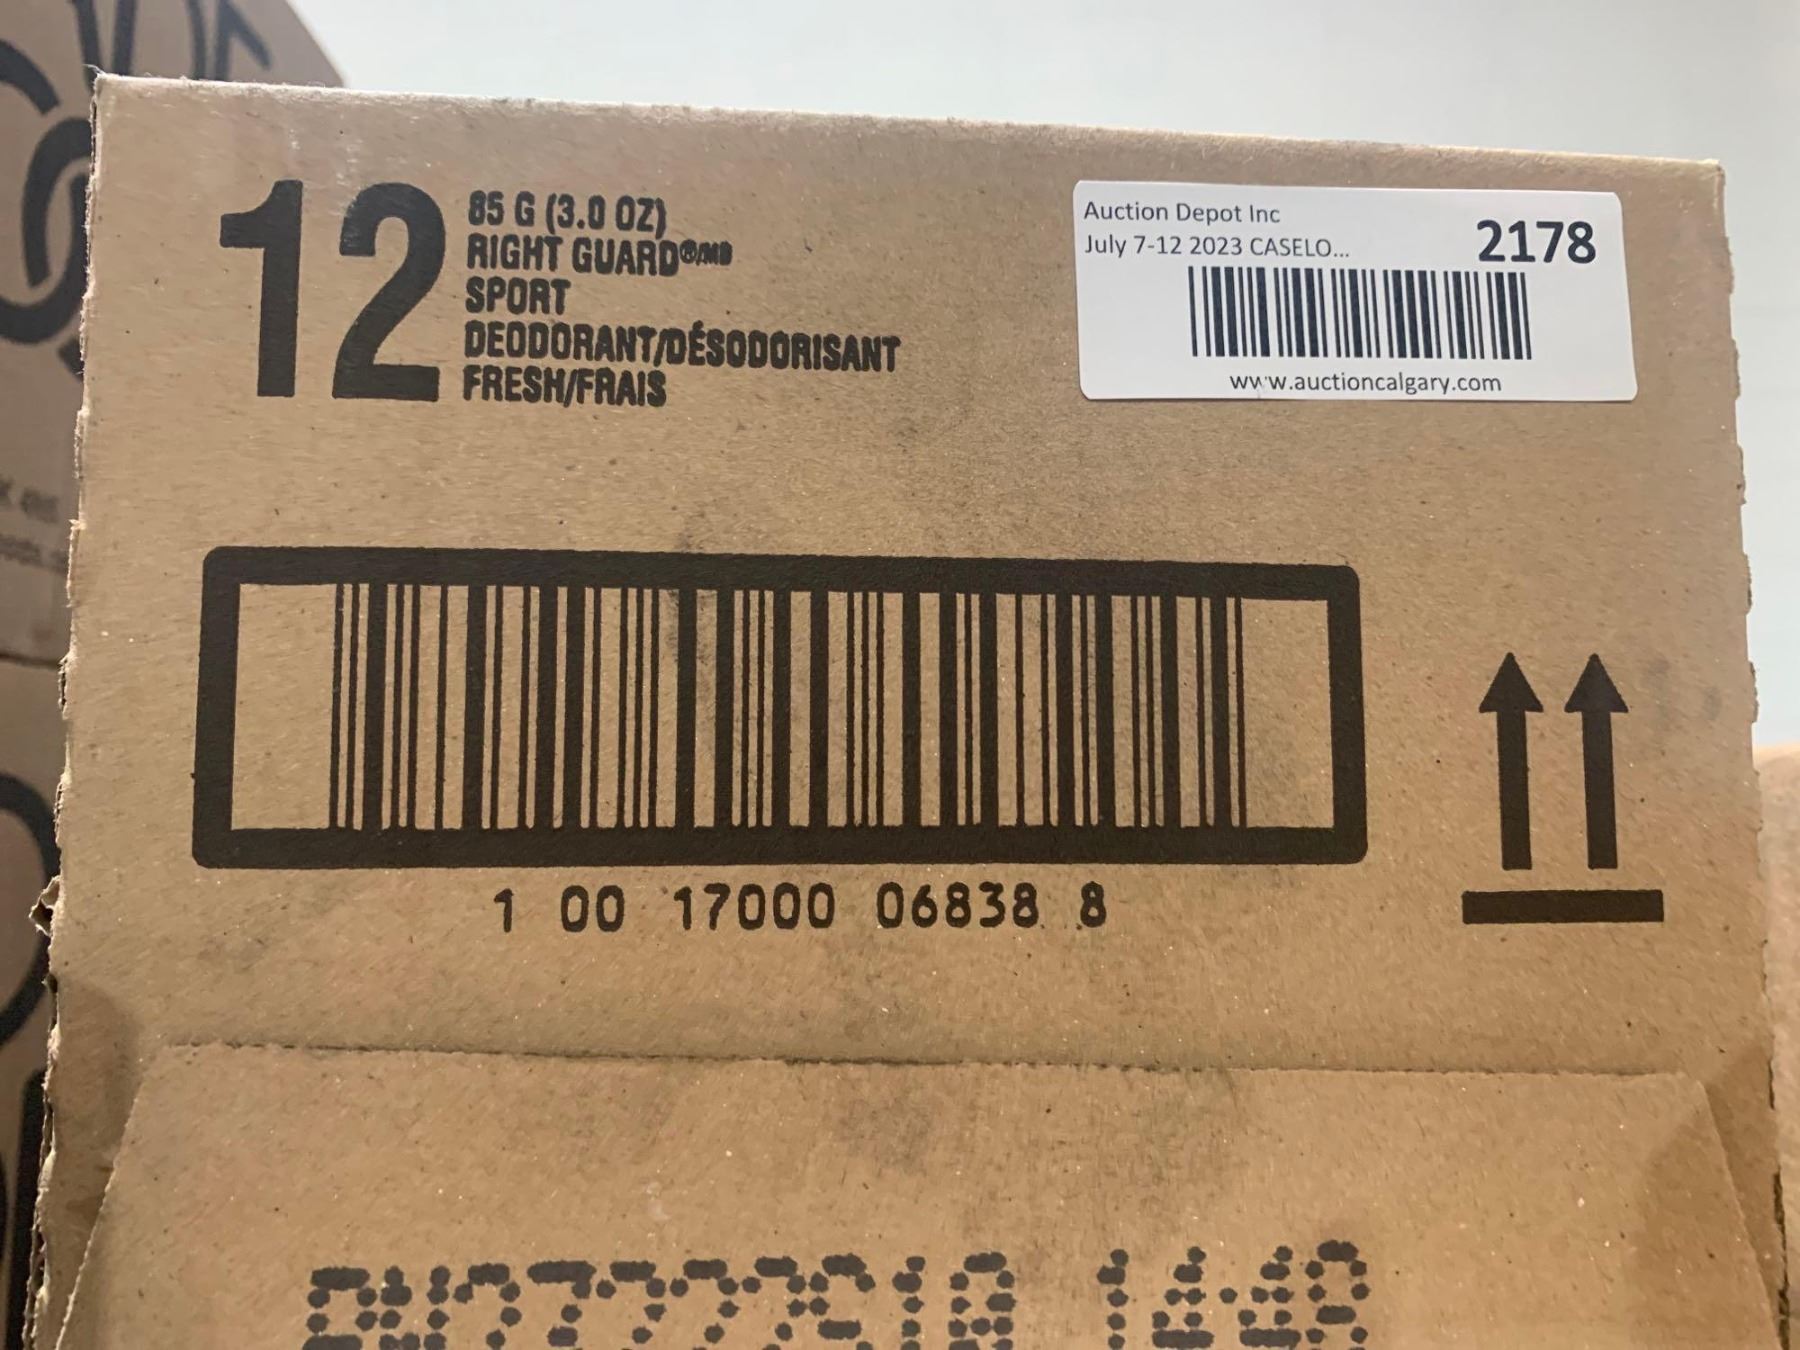 12
85 G (3.0 OZ)
RIGHT GUARD®/MD
SPORT
DEODORANT/DÉSODORISANT
FRESH/FRAIS
Auction Depot Inc
July 7-12 2023 CASELO...
2178
www.auctioncalgary.com
1 00 17000 06838 8